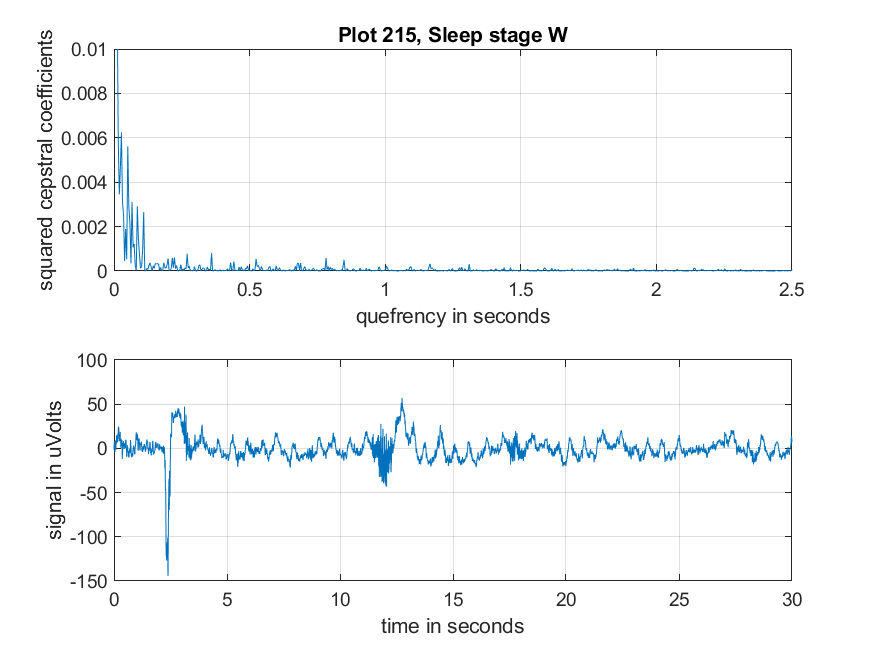 Plot 215, Sleep stage W
squared cepstral coefficients
0.01
0.008
0.006
0.004
0.002
0
0 0.5 1 1.5 2 2.5
quefrency in seconds
signal in uVolts
100
50
0
-50
-100
-150
0 5 10 15 20 25 30
time in seconds